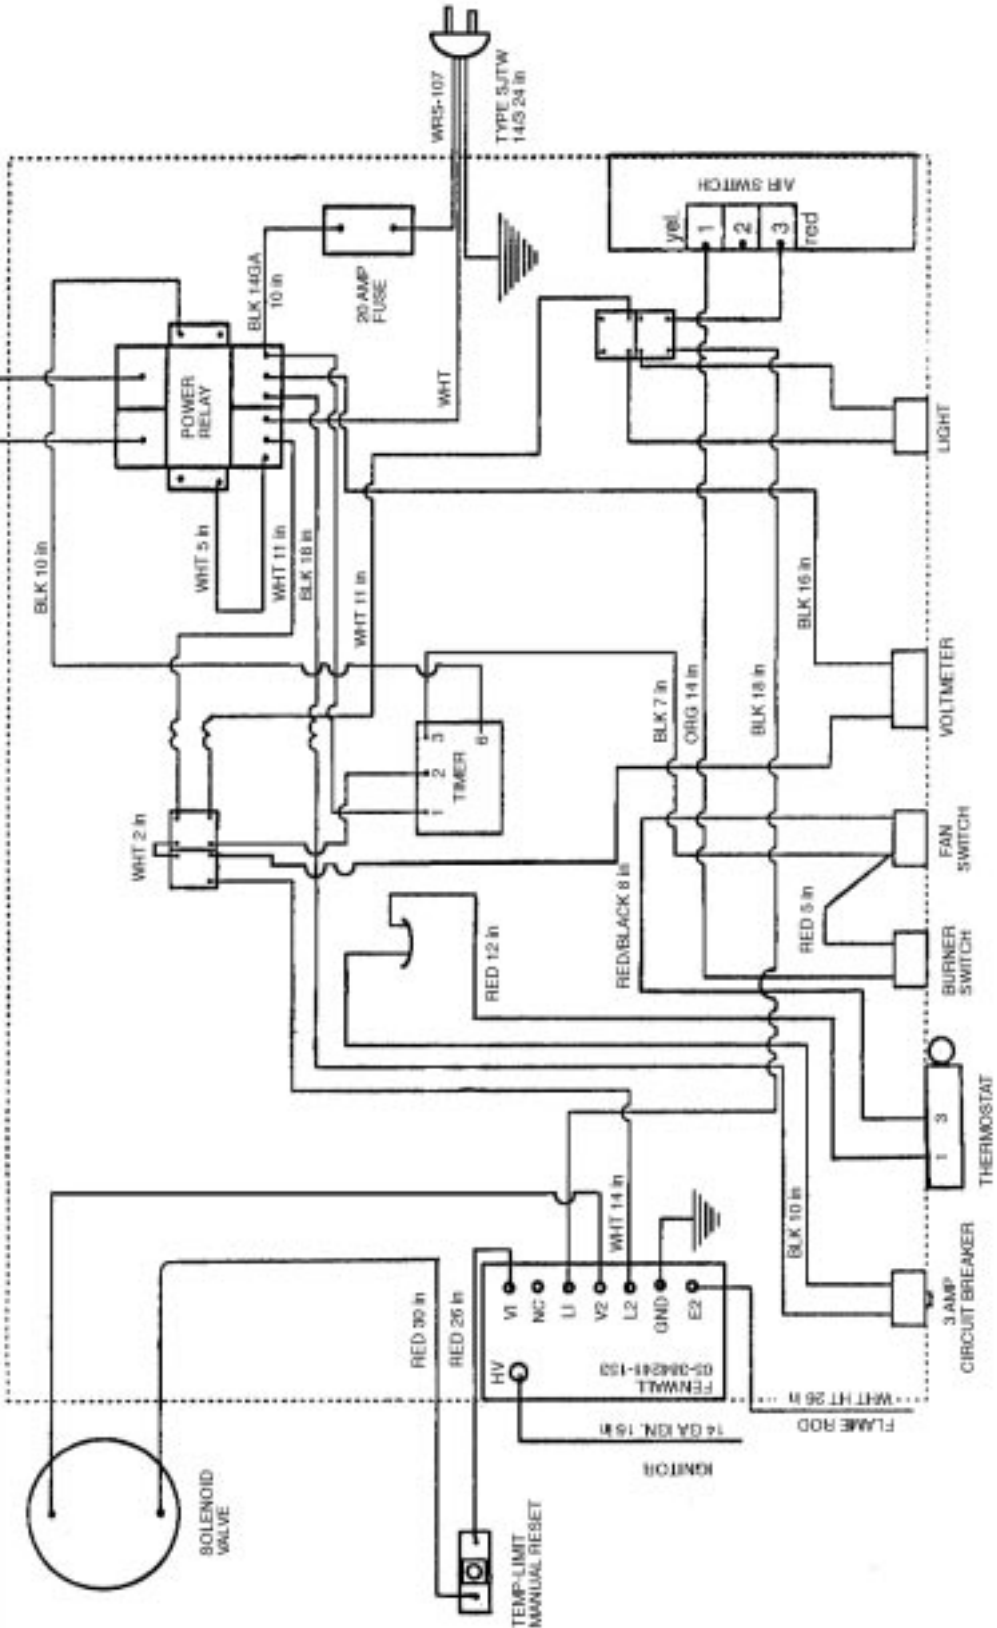 WRS-107
TYPE SJTW
14/3 24 in
BLK 14GA
10 in
20 AMP
FUSE
AIR SWITCH
yel.
1
2
3
red
POWER
RELAY
WHT
LIGHT
BLK 10 in
WHT 5 in
WHT 11 in
BLK 18 in
WHT 11 in
BLK 16 in
VOLTMETER
BLK 7 in
ORG 14 in
BLK 18 in
3
6
2
1
TIMER
WHT 2 in
FAN
SWITCH
RED/BLACK 8 in
RED 5 in
RED 12 in
BURNER
SWITCH
3
1
THERMOSTAT
WHT 14 in
BLK 10 in
3 AMP
CIRCUIT BREAKER
RED 30 in
RED 26 in
V1
NC
L1
V2
L2
GND
E2
HV
FENWALL
WHT HT 26 in
FLAME ROD
14 GA IGN. 16 in
IGNITOR
SOLENOID
VALVE
TEMP-LIMIT
MANUAL RESET